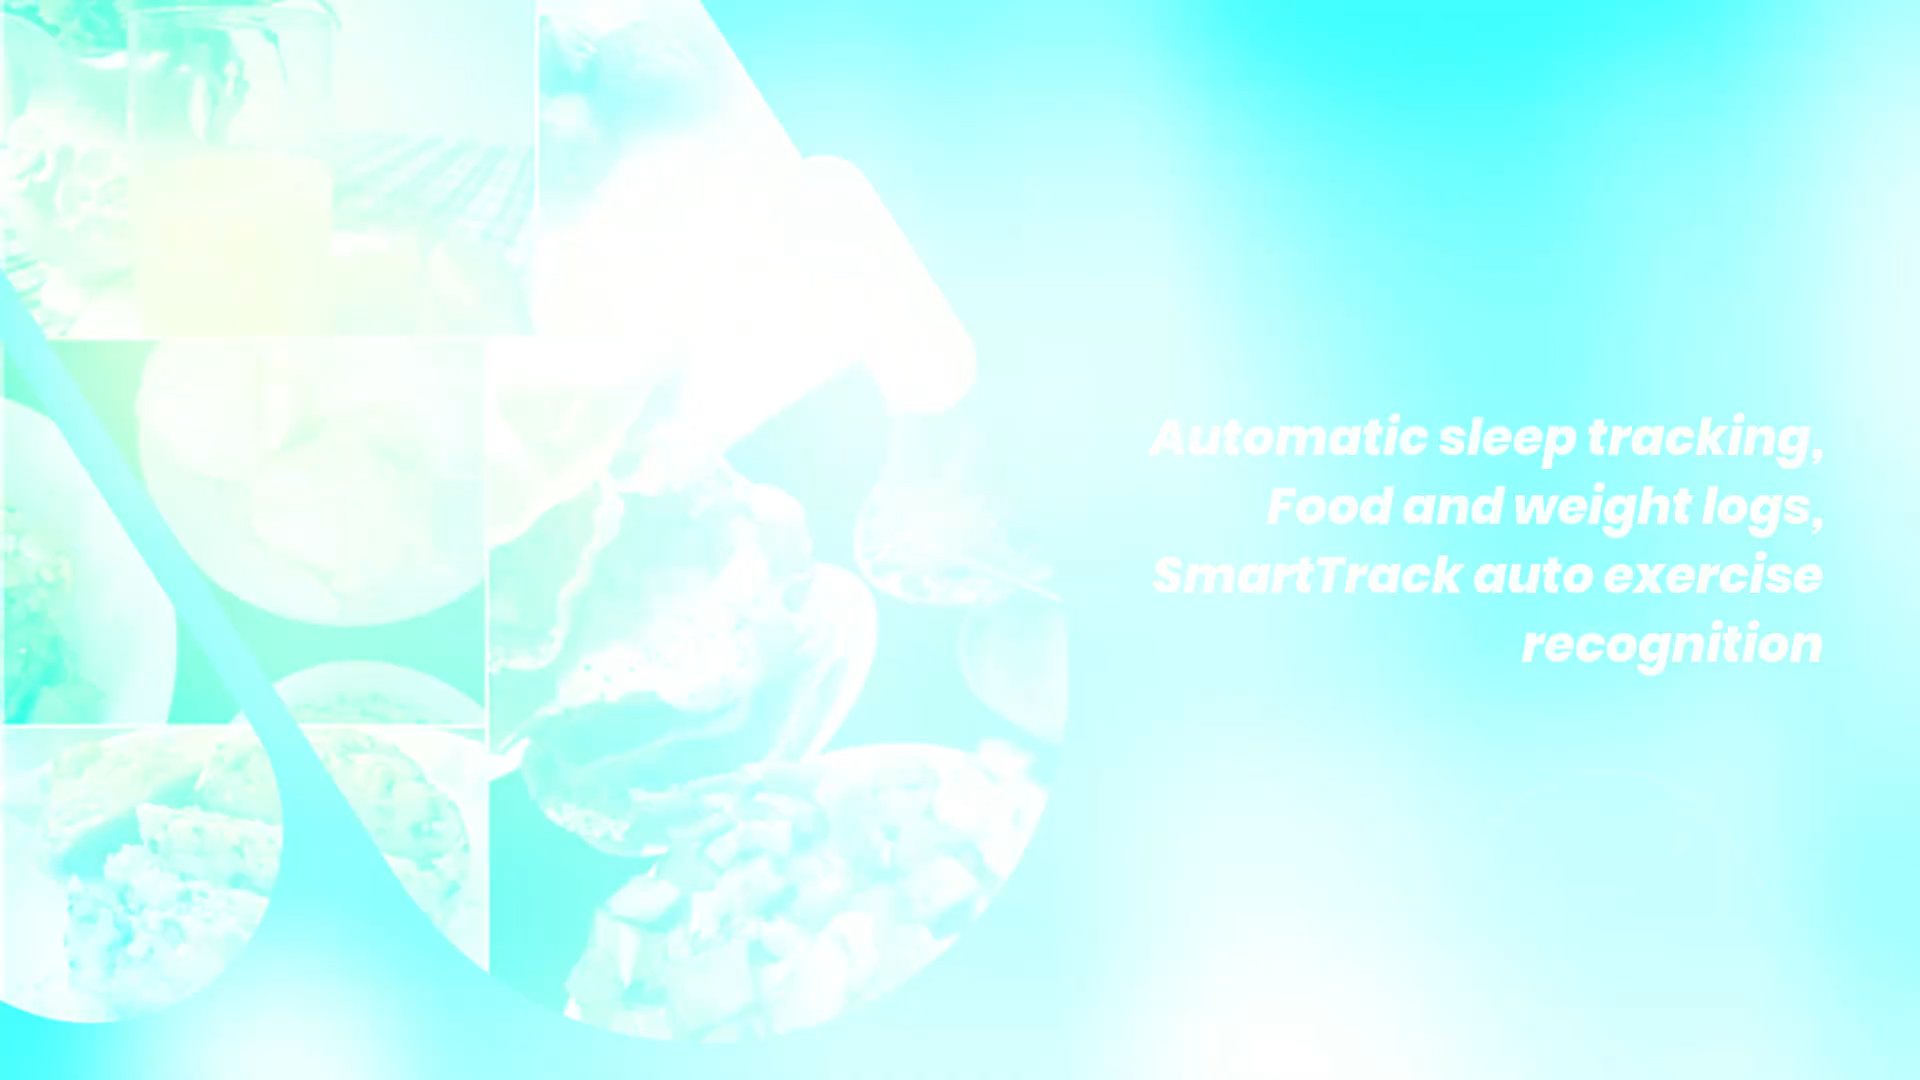 Automatic sleep tracking,
Food and weight logs,
SmartTrack auto exercise
recognition